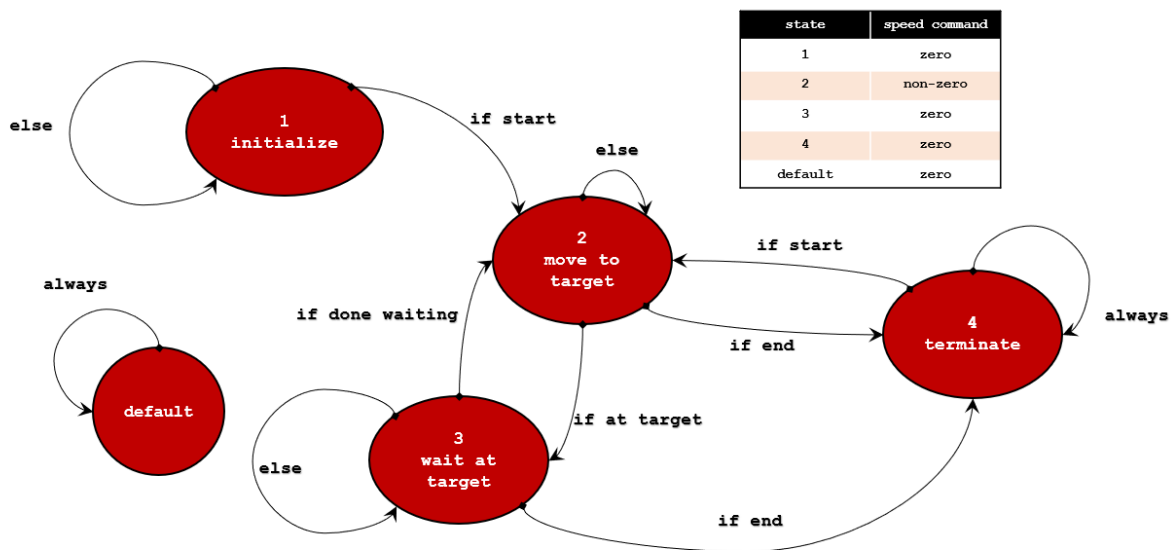 state speed command
1 zero
2 non-zero
3 zero
4 zero
default zero
else
1
initialize
if start
else
2
move to
target
if start
always
4
terminate
if end
always
default
if done waiting
if at target
3
wait at
target
else
if end